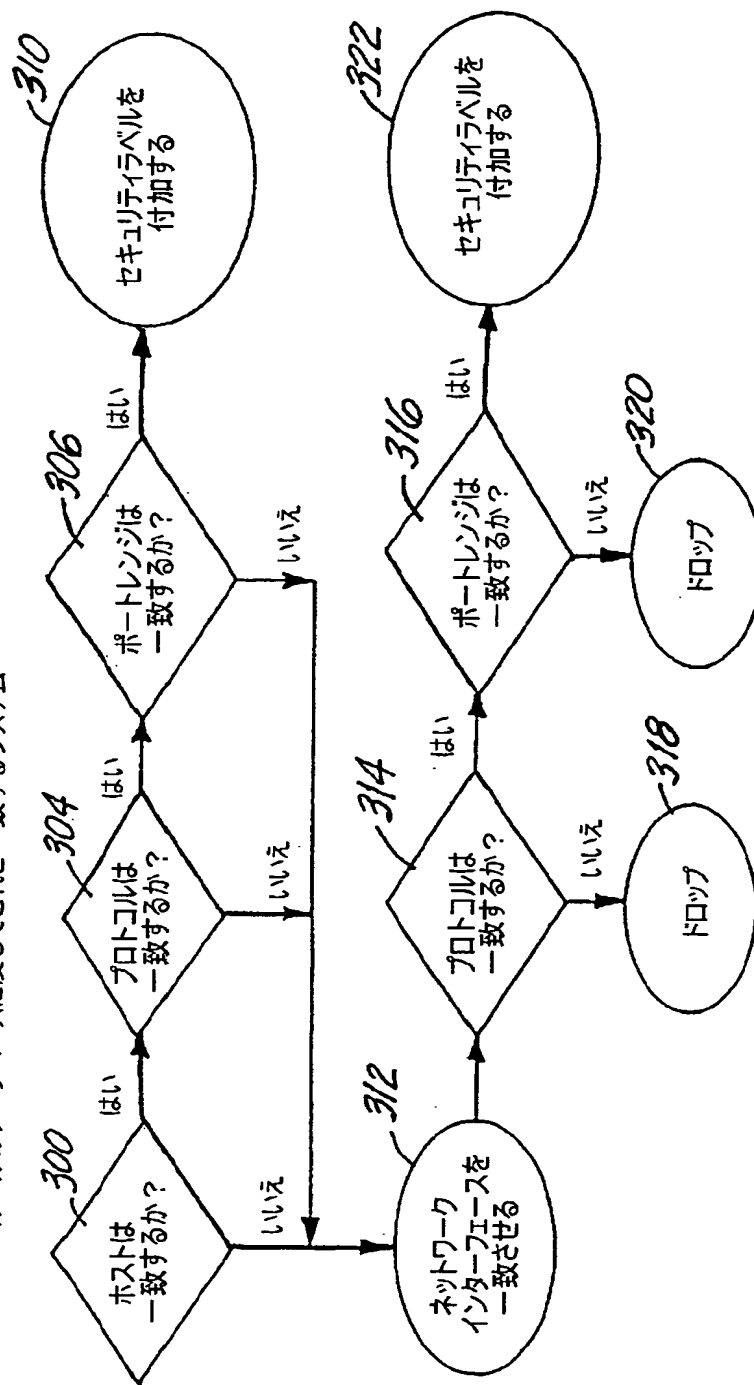 ホストは
一致するか？
300
はい
いいえ
プロトコルは
一致するか？
304
はい
いいえ
ポートレンジは
一致するか？
306
はい
いいえ
セキュリティラベルを
付加する
310
ネットワーク
インターフェースを
一致させる
312
プロトコルは
一致するか？
314
はい
いいえ
ドロップ
318
ポートレンジは
一致するか？
316
はい
いいえ
ドロップ
320
セキュリティラベルを
付加する
322